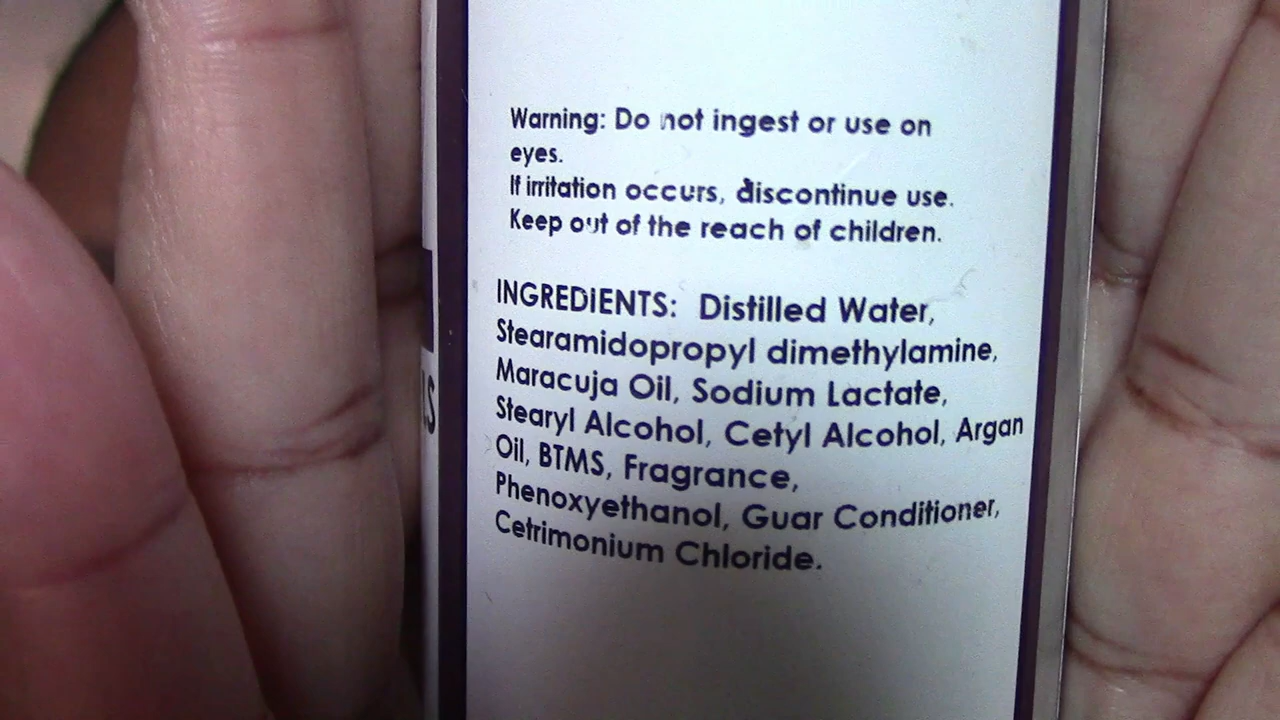 Warning: Do not ingest or use on
eyes.
If irritation occurs, discontinue use.
Keep out of the reach of children.
INGREDIENTS: Distilled Water,
Stearamidopropyl dimethylamine,
Maracuja Oil, Sodium Lactate,
Stearyl Alcohol, Cetyl Alcohol, Argan
Oil, BTMS, Fragrance,
Phenoxyethanol, Guar Conditioner,
Cetrimonium Chloride.